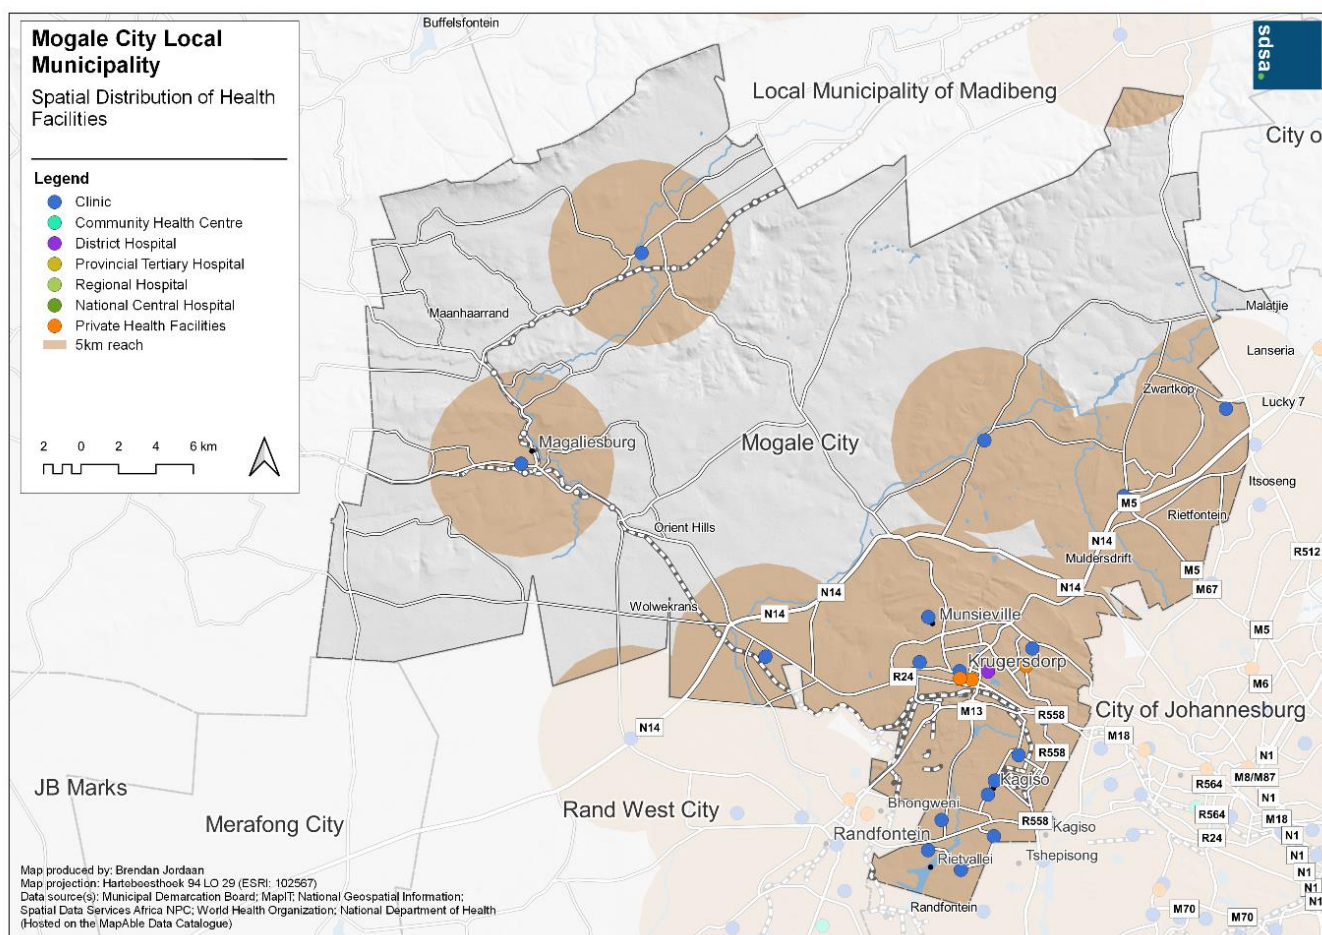 Mogale City Local
Municipality
Spatial Distribution of Health
Facilities
Legend
Clinic
Community Health Centre
District Hospital
Provincial Tertiary Hospital
Regional Hospital
National Central Hospital
Private Health Facilities
5km reach
2 0 2 4 6 km
Buffelsfontein
Local Municipality of Madibeng
sdsa.
City o
Malatjie
Maanhaarrand
Lanseria
Zwartkop
Lucky 7
Magaliesburg
Mogale City
Itsoseng
M5
Rietfontein
Orient Hills
N14
R512
Muldersdrift
M5
N14
M67
N14
Wolwekrans
N14
Munsieville
M5
Krugersdorp
R24
M6
M13
R558
City of Johannesburg
N14
M18
R558
N1
JB Marks
Kagiso
M8/M87
R564
N1
Bhongweni
Rand West City
R564
M18
Merafong City
R558
Kagiso
Randfontein
R24
N1
Tshepisong
N1
Rietvallei
N1
N1
Randfontein
M70
M70
N1
Map produced by: Brendan Jordaan
Map projection: Hartebeesthoek 94 LO 29 (ESRI: 102567)
Data source(s): Municipal Demarcation Board; MapIT; National Geospatial Information;
Spatial Data Services Africa NPC; World Health Organization; National Department of Health
(Hosted on the MapAble Data Catalogue)